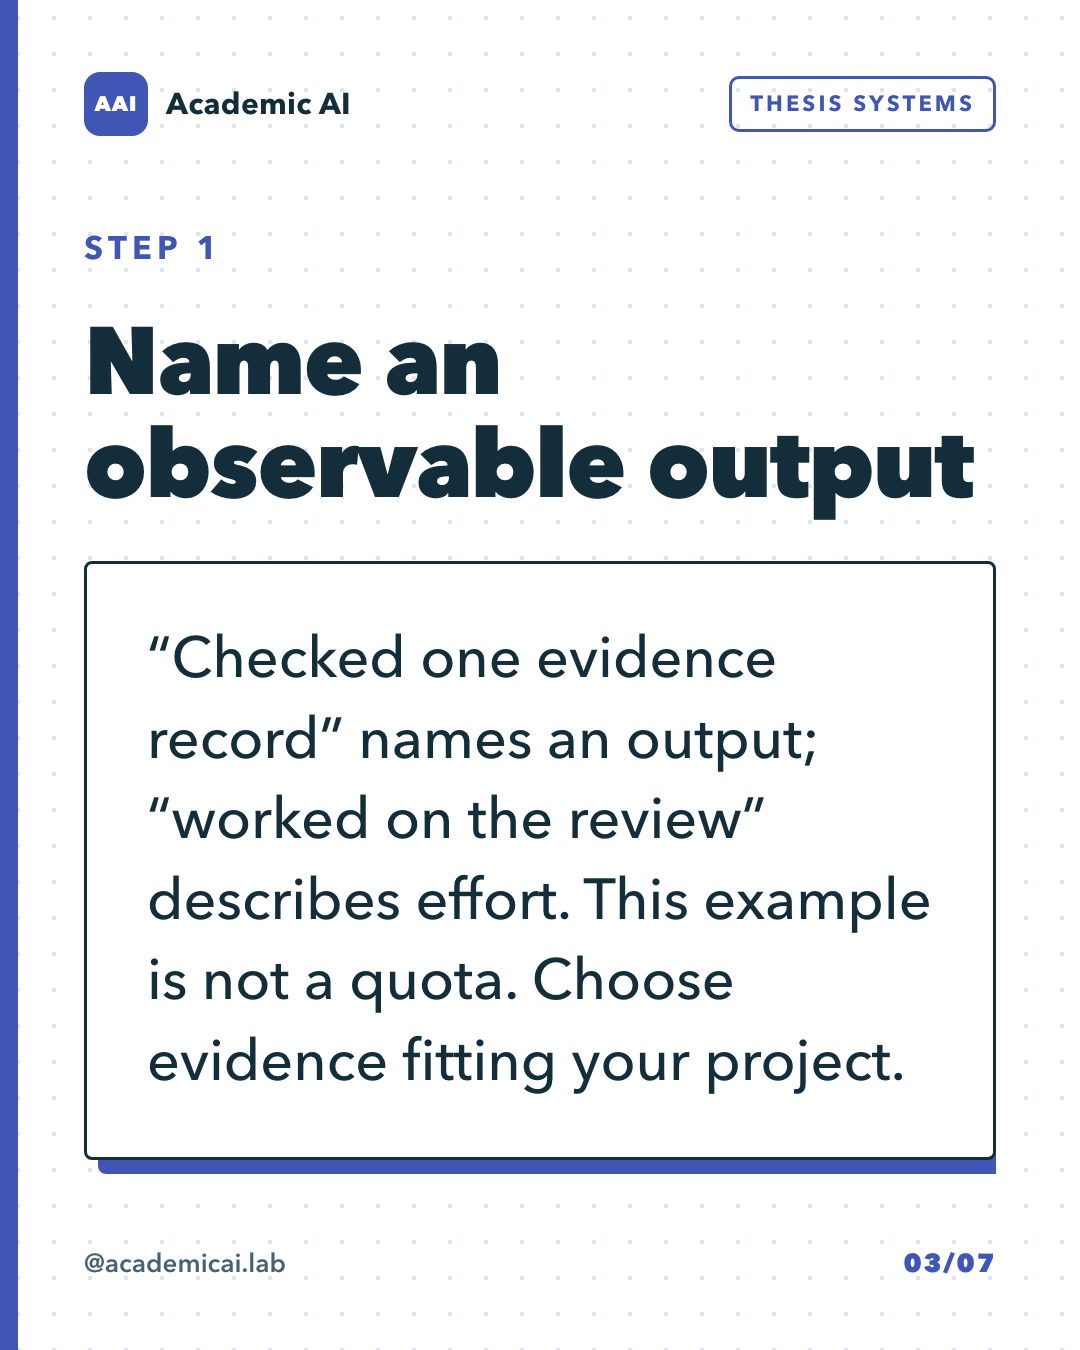 AAI Academic AI
THESIS SYSTEMS
STEP 1
Name an
observable output
“Checked one evidence
record” names an output;
“worked on the review”
describes effort. This example
is not a quota. Choose
evidence fitting your project.
@academicai.lab
03/07